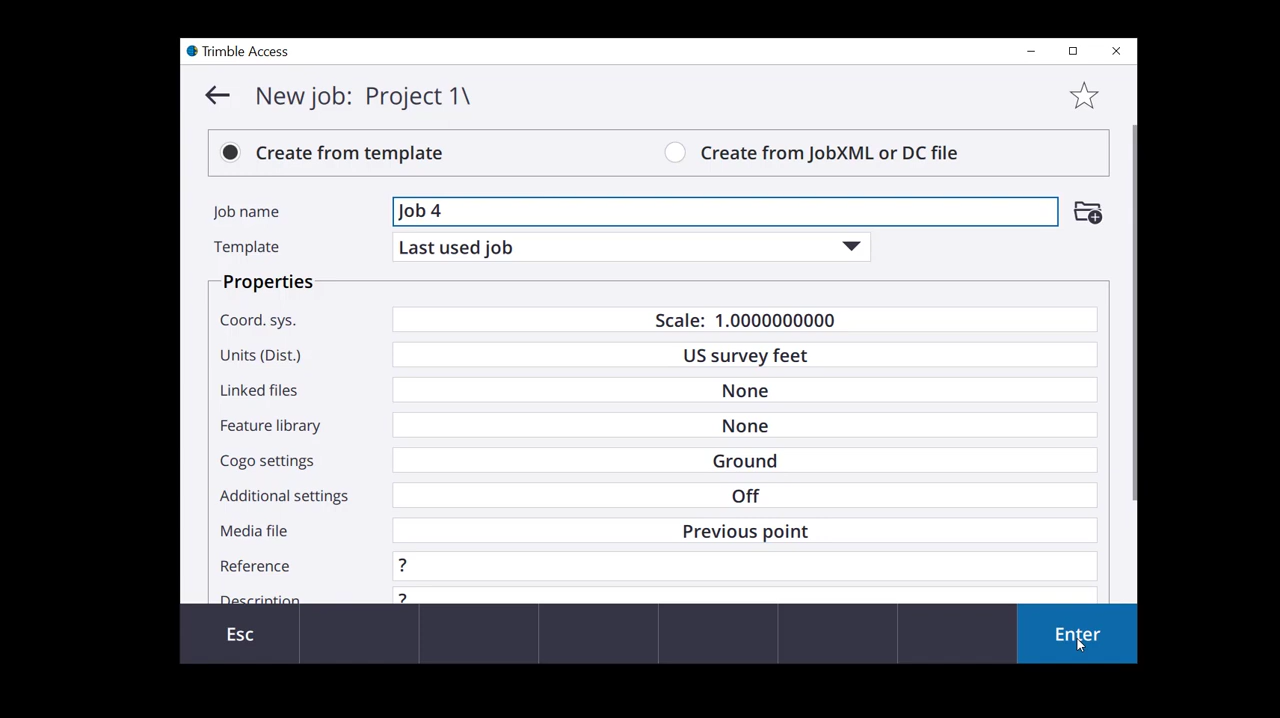 Trimble Access
New job: Project 1\
Create from template
Create from JobXML or DC file
Job name
Job 4
Template
Last used job
Properties
Coord. sys.
Scale: 1.0000000000
Units (Dist.)
US survey feet
Linked files
None
Feature library
None
Cogo settings
Ground
Additional settings
Off
Media file
Previous point
Reference
?
Description
?
Esc
Enter